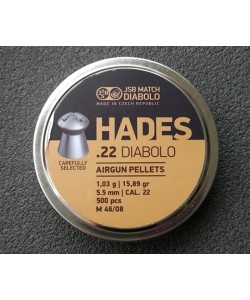 JSB MATCH
DIABOLO
MADE IN CZECH REPUBLIC
HADES
.22 DIABOLO
CAREFULLY
SELECTED
AIRGUN PELLETS
1,03 g | 15,89 gr
5.5 mm | CAL. 22
500 pcs
M 46/08